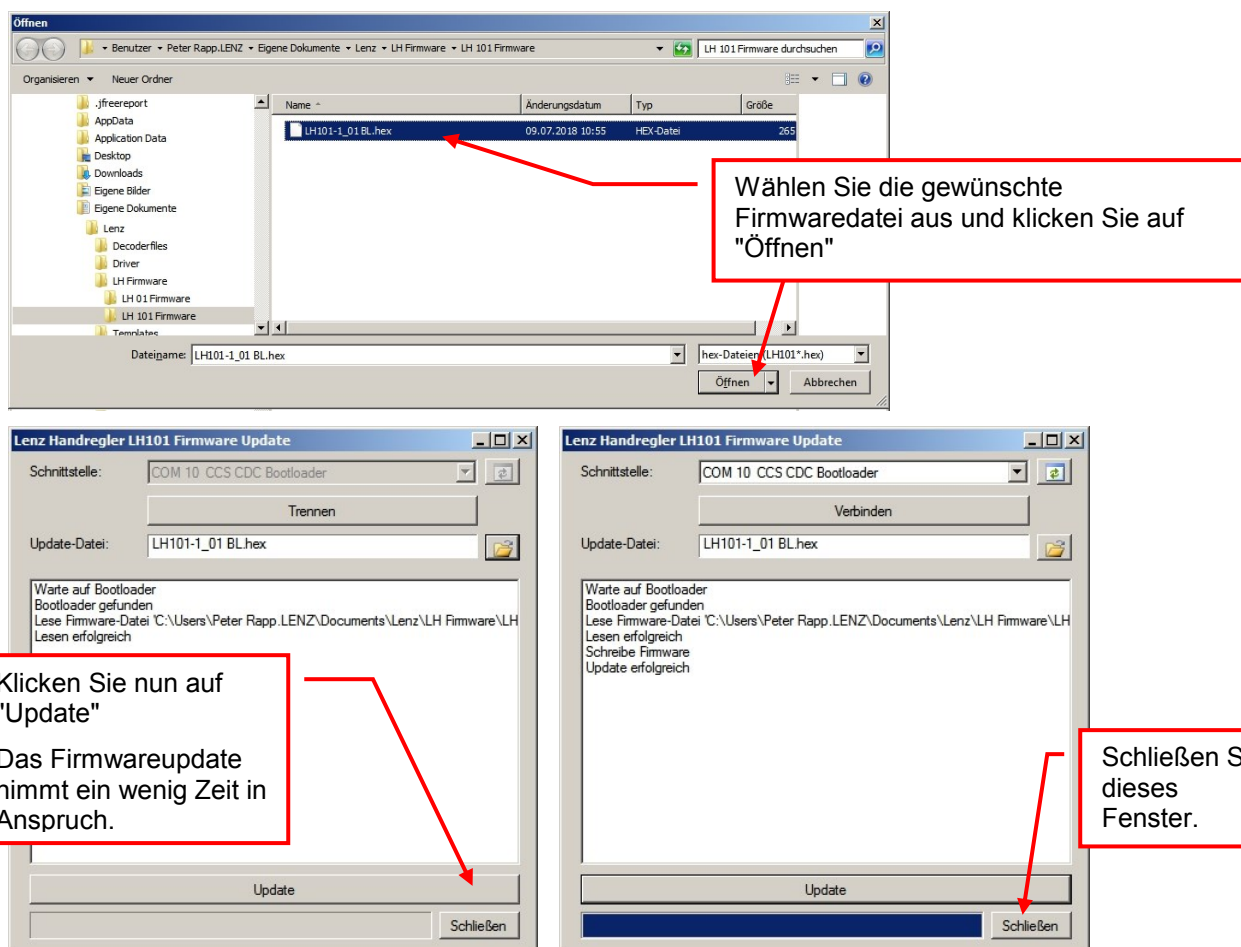 Öffnen
Benutzer Peter Rapp.LENZ Eigene Dokumente Lenz LH Firmware LH 101 Firmware
LH 101 Firmware durchsuchen
Organisieren Neuer Ordner
.jfreereport
AppData
Application Data
Desktop
Downloads
Eigene Bilder
Eigene Dokumente
Lenz
Decoderfiles
Driver
LH Firmware
LH 01 Firmware
LH 101 Firmware
Templates
Name Änderungsdatum Typ Größe
LH101-1_01 BL.hex 09.07.2018 10:55 HEX-Datei 265
Wählen Sie die gewünschte
Firmwaredatei aus und klicken Sie auf
"Öffnen"
Dateiname: LH101-1_01 BL.hex hex-Dateien (LH101*.hex)
Öffnen Abbrechen
Lenz Handregler LH101 Firmware Update
Schnittstelle: COM 10 CCS CDC Bootloader
Trennen
Update-Datei: LH101-1_01 BL.hex
Warte auf Bootloader
Bootloader gefunden
Lese Firmware-Datei 'C:\Users\Peter Rapp.LENZ\Documents\Lenz\LH Firmware\LH
Lesen erfolgreich
Klicken Sie nun auf
"Update"
Das Firmwareupdate
nimmt ein wenig Zeit in
Anspruch.
Update
Schließen
Lenz Handregler LH101 Firmware Update
Schnittstelle: COM 10 CCS CDC Bootloader
Verbinden
Update-Datei: LH101-1_01 BL.hex
Warte auf Bootloader
Bootloader gefunden
Lese Firmware-Datei 'C:\Users\Peter Rapp.LENZ\Documents\Lenz\LH Firmware\LH
Lesen erfolgreich
Schreibe Firmware
Update erfolgreich
Schließen S
dieses
Fenster.
Update
Schließen